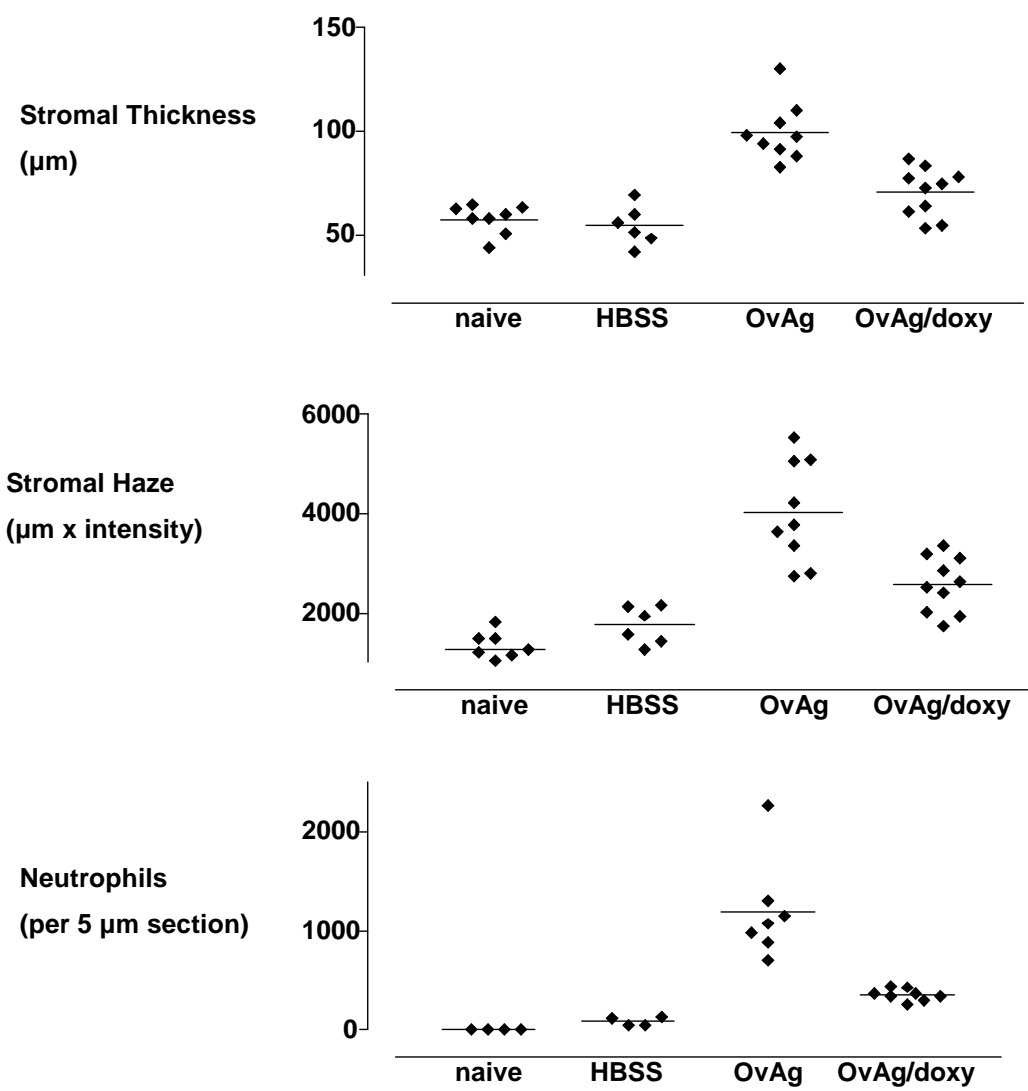 150
Stromal Thickness
100
(µm)
50
naive HBSS OvAg OvAg/doxy
6000
Stromal Haze
4000
(µm x intensity)
2000
naive HBSS OvAg OvAg/doxy
2000
Neutrophils
1000
(per 5 µm section)
0
naive HBSS OvAg OvAg/doxy